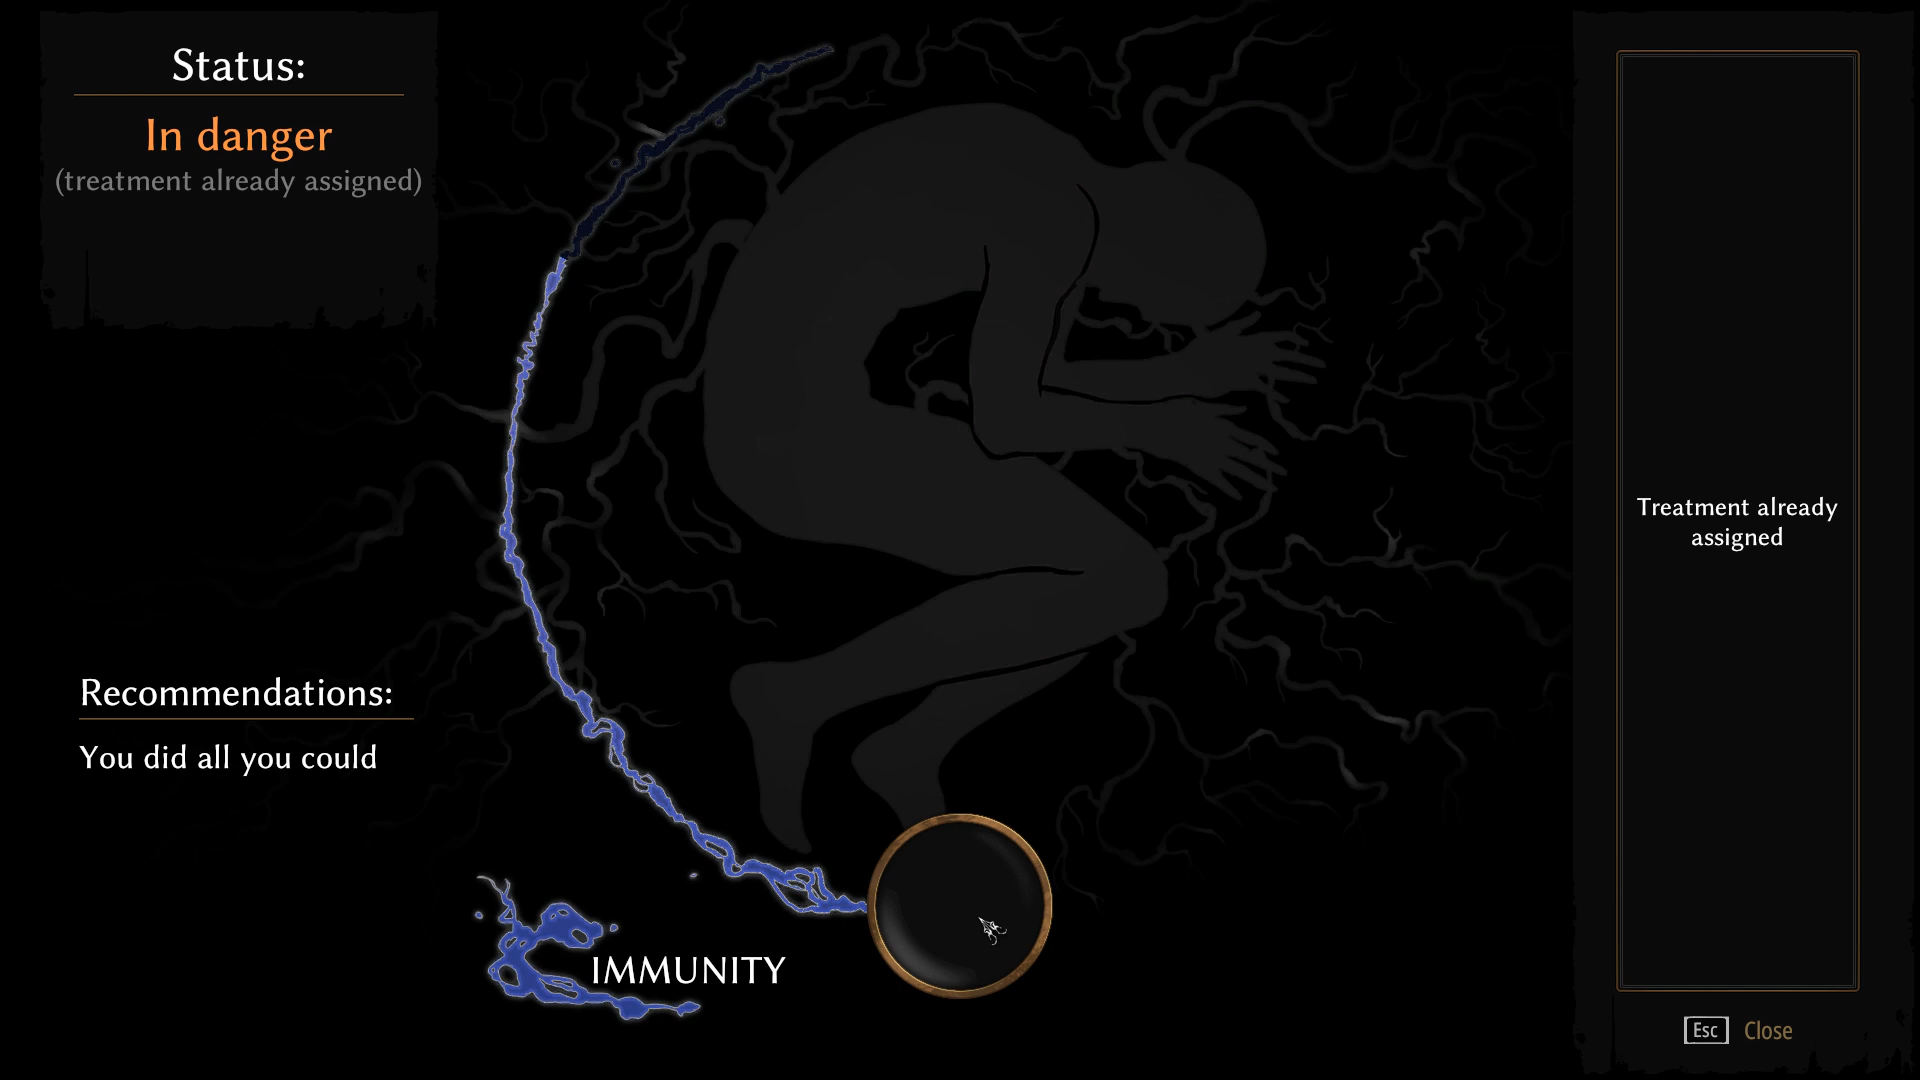 Status:
In danger
(treatment already assigned)
Recommendations:
You did all you could
IMMUNITY
Treatment already
assigned
Esc Close